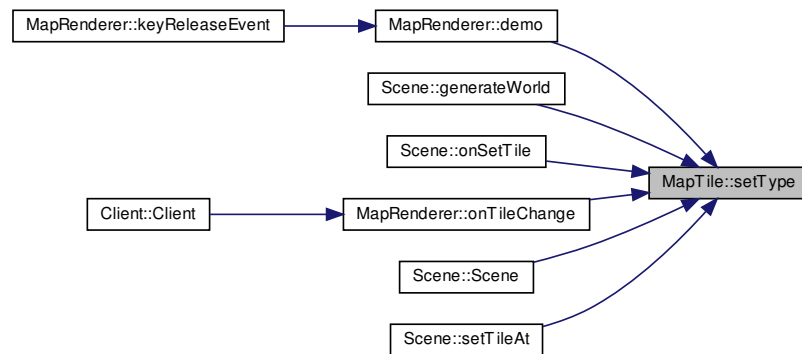 MapRenderer::keyReleaseEvent
MapRenderer::demo
Scene::generateWorld
Scene::onSetTile
MapTile::setType
Client::Client
MapRenderer::onTileChange
Scene::Scene
Scene::setTileAt